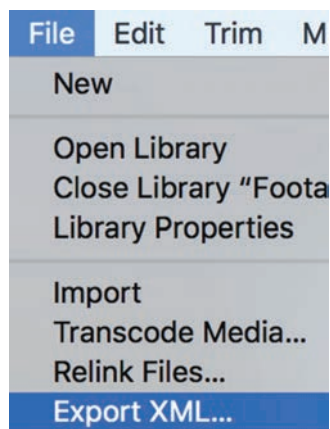 File Edit Trim M
New
Open Library
Close Library “Foota
Library Properties
Import
Transcode Media...
Relink Files...
Export XML...